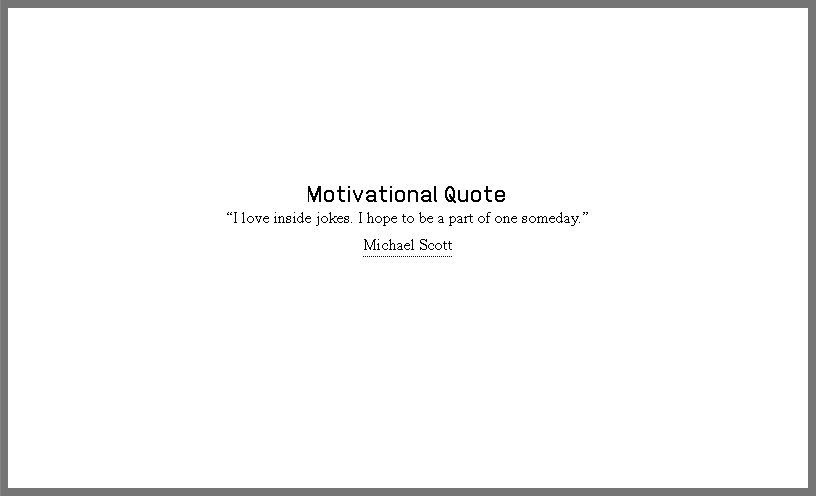 Motivational Quote
“I love inside jokes. I hope to be a part of one someday.”
Michael Scott